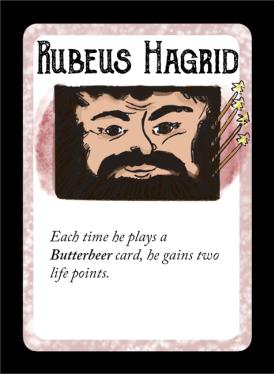 Rubeus Hagrid
Each time he plays a
Butterbeer card, he gains two
life points.